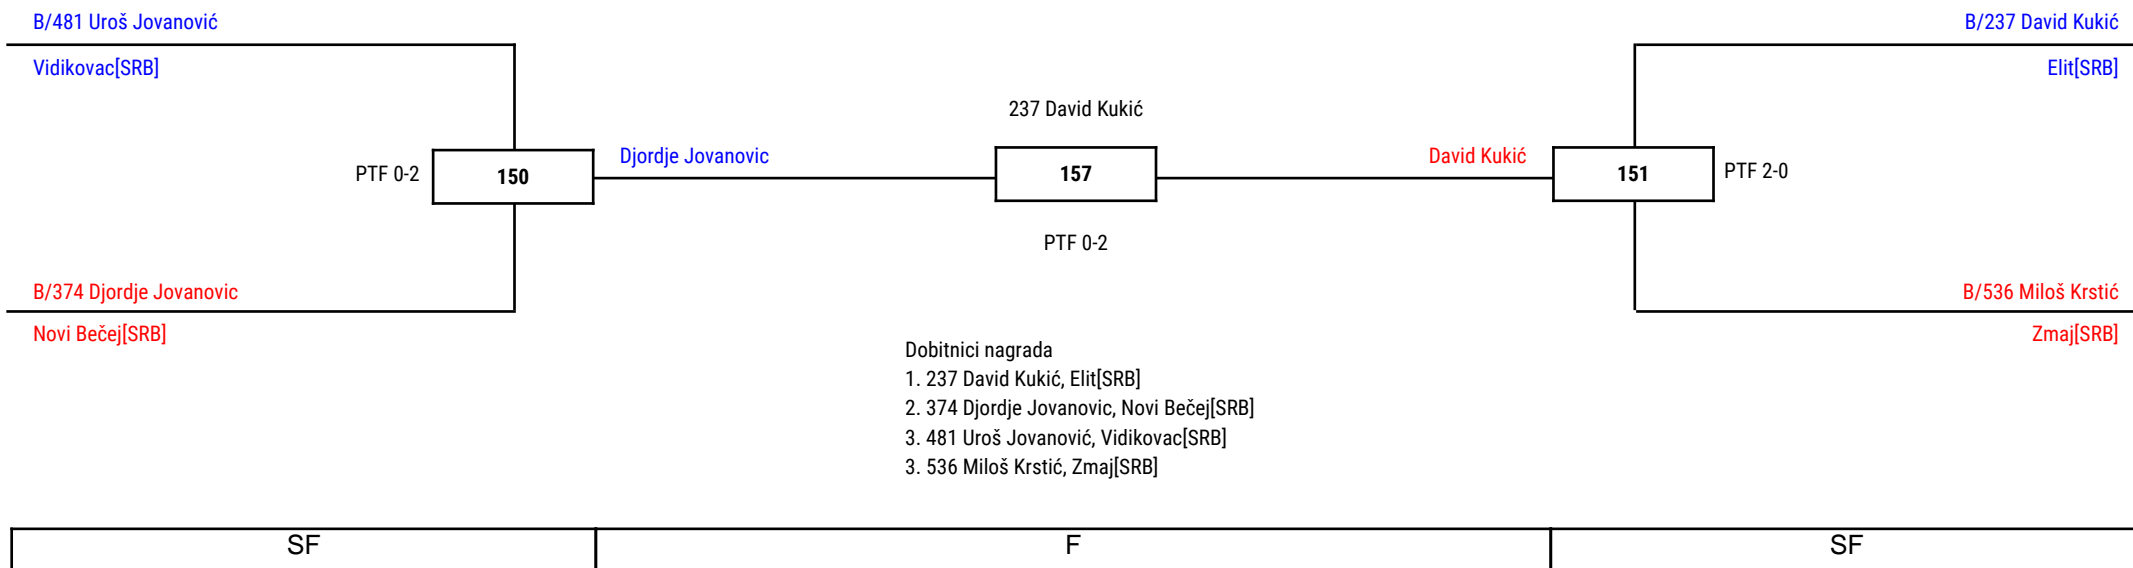 B/481 Uroš Jovanović
Vidikovac[SRB]
B/237 David Kukić
Elit[SRB]
237 David Kukić
PTF 0-2
150
Djordje Jovanovic
157
David Kukić
151
PTF 2-0
PTF 0-2
B/374 Djordje Jovanovic
Novi Bečej[SRB]
B/536 Miloš Krstić
Zmaj[SRB]
Dobitnici nagrada
1. 237 David Kukić, Elit[SRB]
2. 374 Djordje Jovanovic, Novi Bečej[SRB]
3. 481 Uroš Jovanović, Vidikovac[SRB]
3. 536 Miloš Krstić, Zmaj[SRB]
SF
F
SF